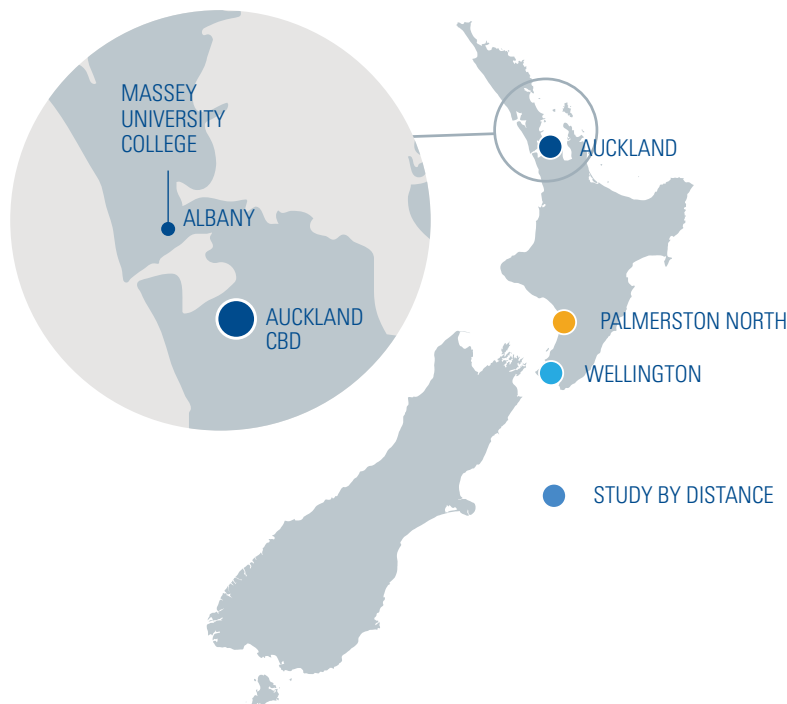 MASSEY
UNIVERSITY
COLLEGE
ALBANY
AUCKLAND
CBD
AUCKLAND
PALMERSTON NORTH
WELLINGTON
STUDY BY DISTANCE